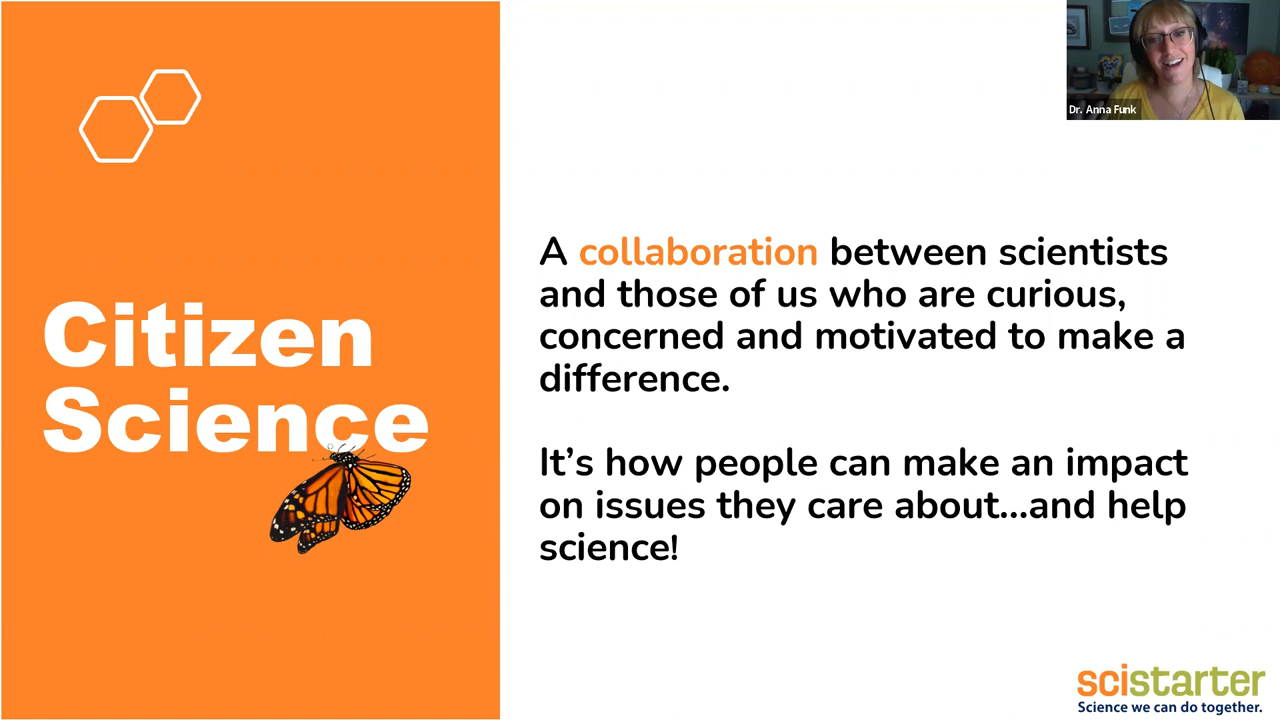 Dr. Anna Funk
Citizen
Science
A collaboration between scientists
and those of us who are curious,
concerned and motivated to make a
difference.
It’s how people can make an impact
on issues they care about...and help
science!
scistarter
Science we can do together.